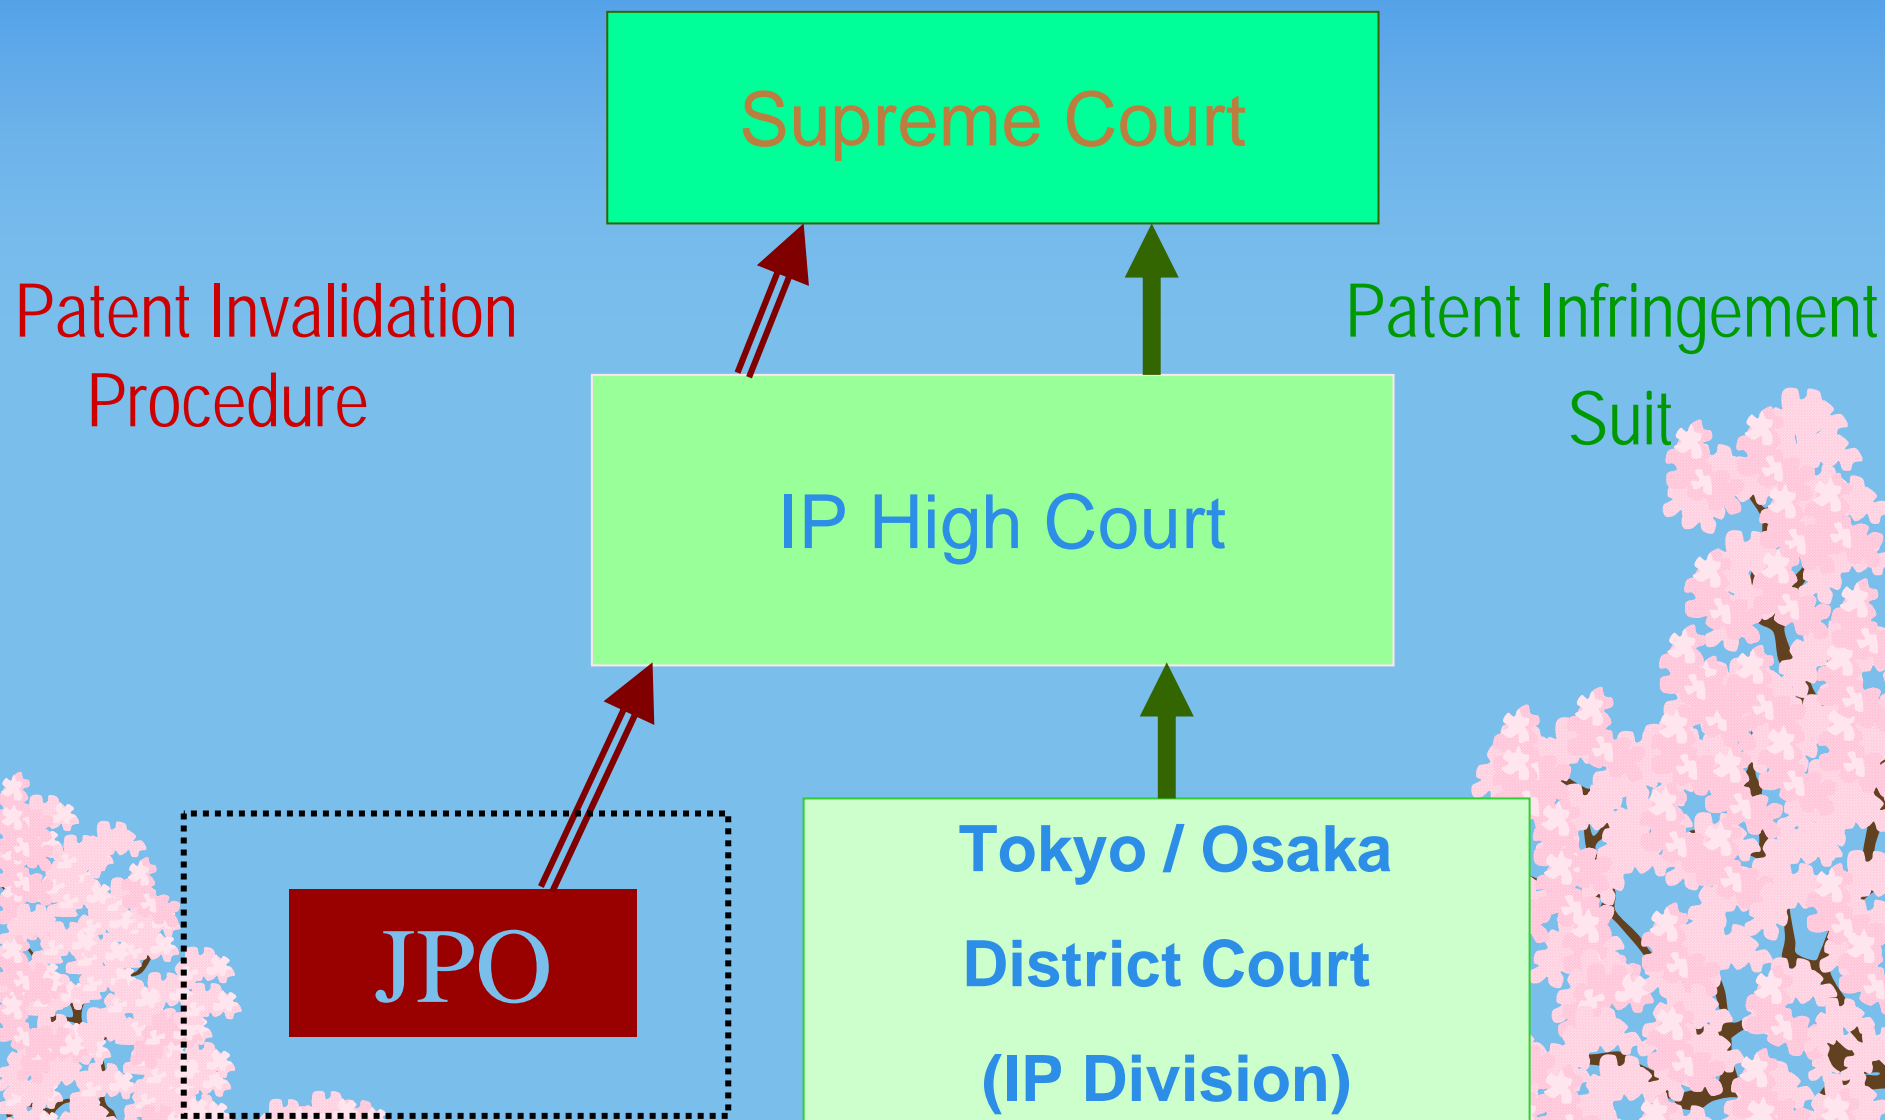 Supreme Court
Patent Invalidation
Procedure
Patent Infringement
Suit
IP High Court
JPO
Tokyo / Osaka
District Court
(IP Division)